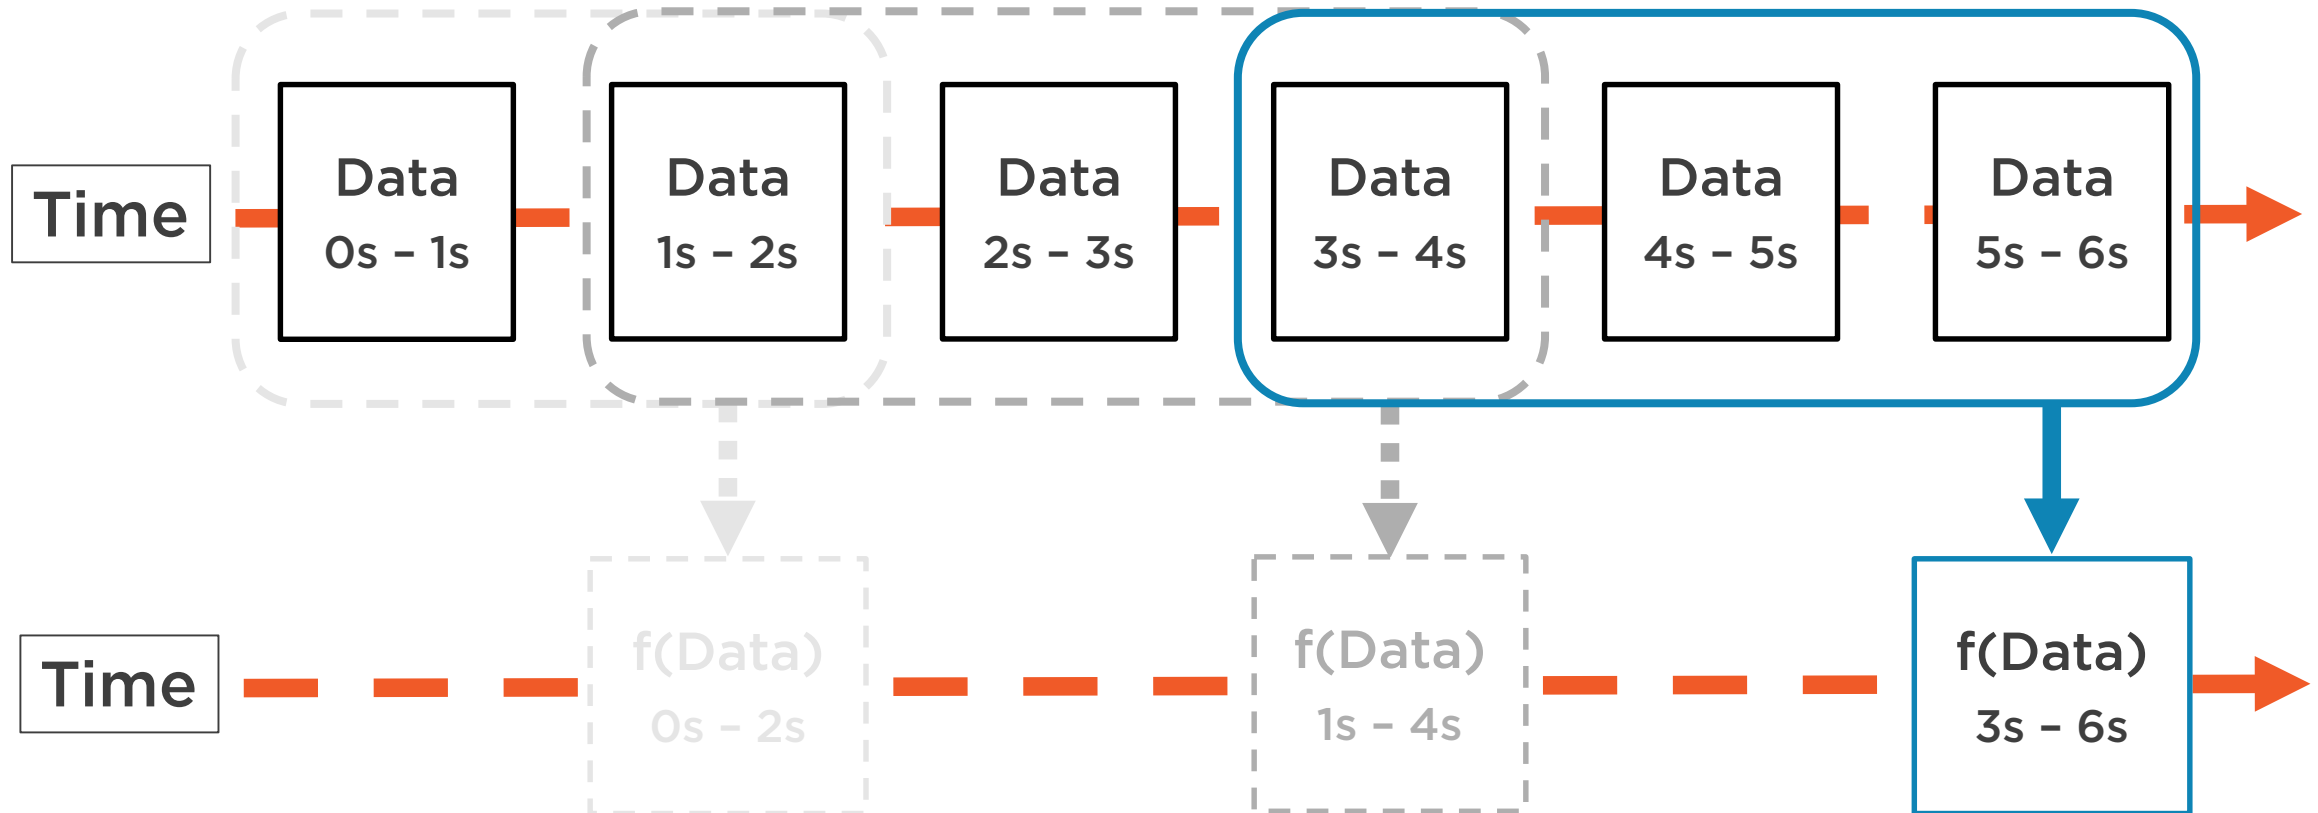 Time
Data
0s – 1s
Data
1s – 2s
Data
2s – 3s
Data
3s – 4s
Data
4s – 5s
Data
5s – 6s
Time
f(Data)
0s – 2s
f(Data)
1s – 4s
f(Data)
3s – 6s